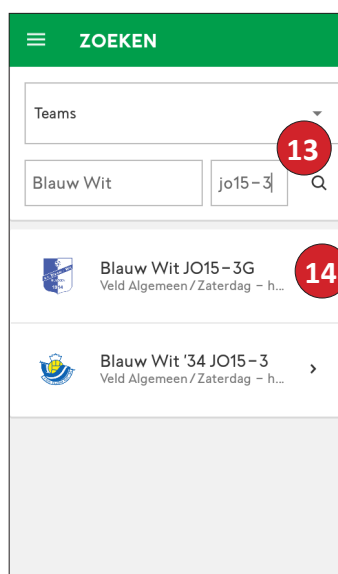 ZOEKEN
Teams
13
Blauw Wit
jo15-3
Blauw Wit JO15-3G
Veld Algemeen / Zaterdag - h...
14
Blauw Wit '34 JO15-3
Veld Algemeen / Zaterdag - h...